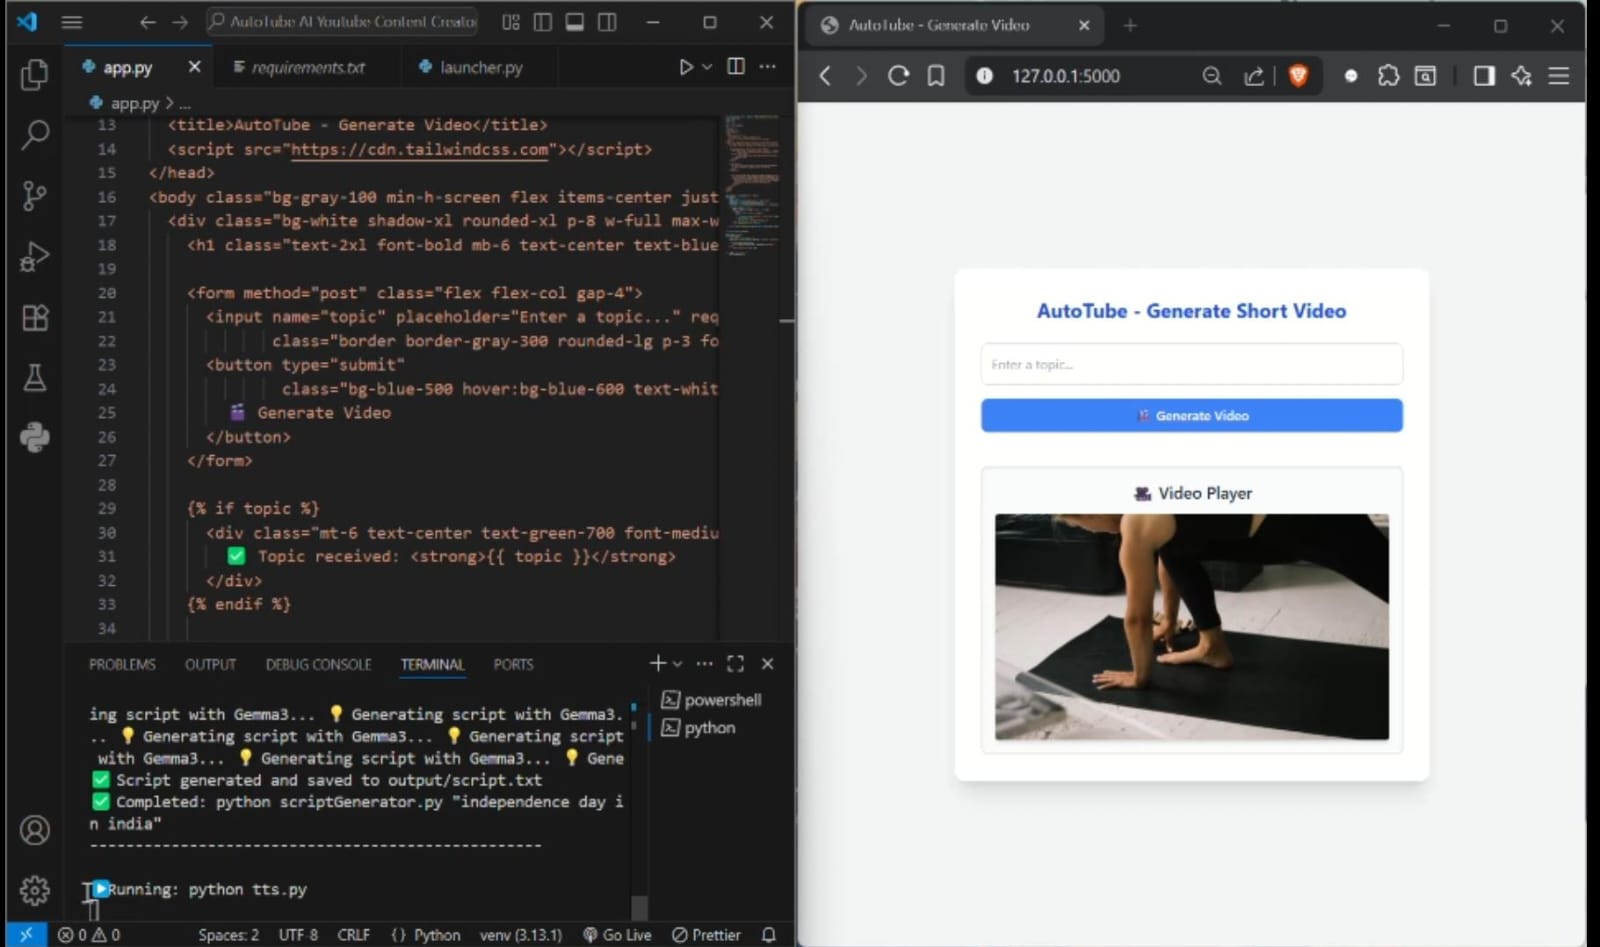 AutoTube AI Youtube Content Creato
app.py
requirements.txt
launcher.py
app.py > ...
13 <title>AutoTube - Generate Video</title>
14 <script src="https://cdn.tailwindcss.com"></script>
15 </head>
16 <body class="bg-gray-100 min-h-screen flex items-center just
17 <div class="bg-white shadow-xl rounded-xl p-8 w-full max-w
18 <h1 class="text-2xl font-bold mb-6 text-center text-blue
19
20 <form method="post" class="flex flex-col gap-4">
21 <input name="topic" placeholder="Enter a topic..." req
22 class="border border-gray-300 rounded-lg p-3 fo
23 <button type="submit"
24 class="bg-blue-500 hover:bg-blue-600 text-whit
25 🎬 Generate Video
26 </button>
27 </form>
28
29 {% if topic %}
30 <div class="mt-6 text-center text-green-700 font-mediu
31 ✅ Topic received: <strong>{{ topic }}</strong>
32 </div>
33 {% endif %}
34
PROBLEMS OUTPUT DEBUG CONSOLE TERMINAL PORTS
ing script with Gemma3... 💡 Generating script with Gemma3.
.. 💡 Generating script with Gemma3... 💡 Generating script
with Gemma3... 💡 Generating script with Gemma3... 💡 Gene
✅ Script generated and saved to output/script.txt
✅ Completed: python scriptGenerator.py "independence day i
n india"
--------------------------------------------------
▶️Running: python tts.py
powershell
python
0 0 Spaces: 2 UTF-8 CRLF {} Python venv (3.13.1) Go Live Prettier
AutoTube - Generate Video
127.0.0.1:5000
AutoTube - Generate Short Video
Enter a topic...
🎬 Generate Video
🎥 Video Player